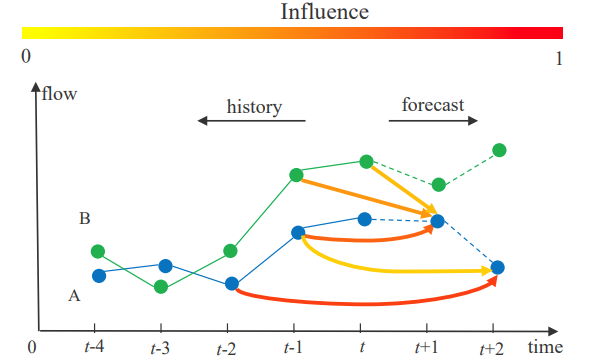 Influence
0 1
flow
history forecast
B
A
0 t-4 t-3 t-2 t-1 t t+1 t+2 time